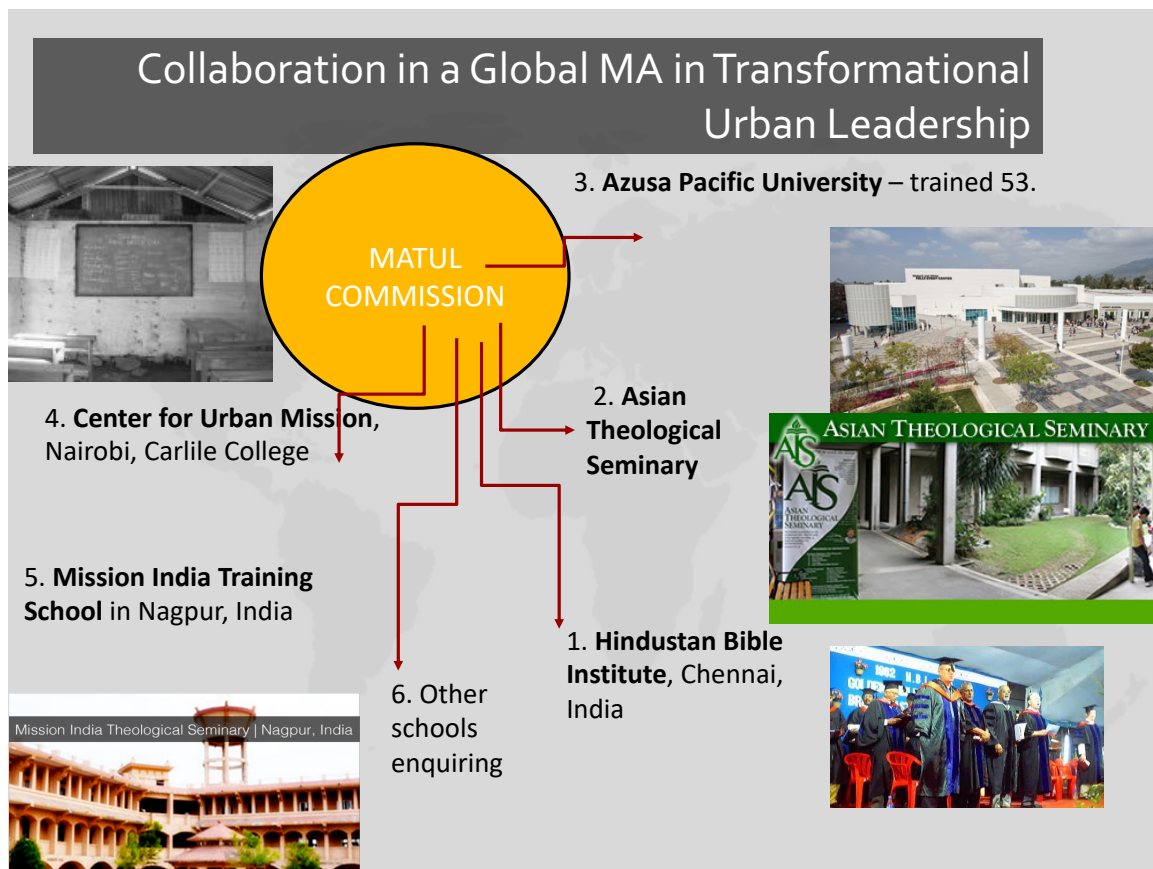 Collaboration in a Global MA in Transformational
Urban Leadership
MATUL
COMMISSION
3. Azusa Pacific University – trained 53.
2. Asian
Theological
Seminary
ASIAN THEOLOGICAL SEMINARY
ATS
ATS
ASIAN
THEOLOGICAL
SEMINARY
4. Center for Urban Mission,
Nairobi, Carlile College
5. Mission India Training
School in Nagpur, India
Mission India Theological Seminary | Nagpur, India
6. Other
schools
enquiring
1. Hindustan Bible
Institute, Chennai,
India
1962 H.B.I